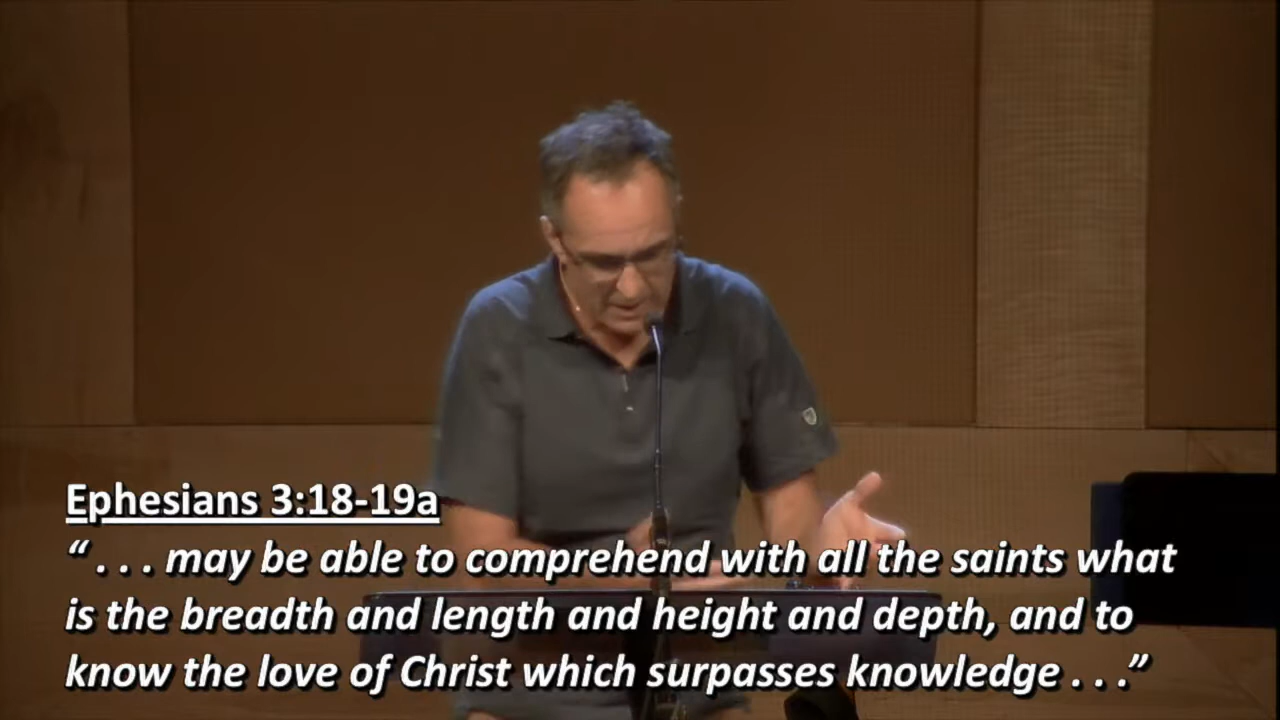 Ephesians 3:18-19a
“ . . . may be able to comprehend with all the saints what
is the breadth and length and height and depth, and to
know the love of Christ which surpasses knowledge . . .”